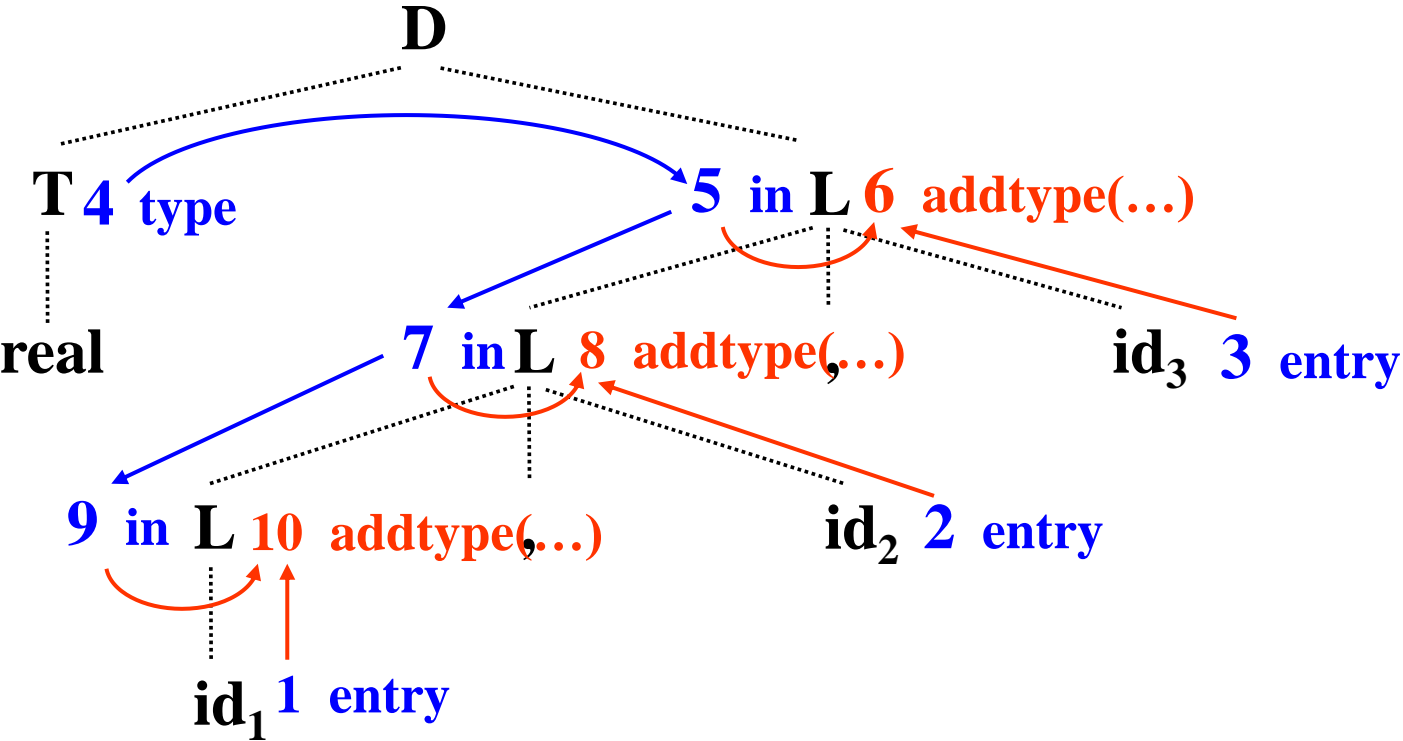 D
T 4 type 5 in L 6 addtype(…)
real 7 in L 8 addtype(…) , id3 3 entry
9 in L 10 addtype(…) , id2 2 entry
id1 1 entry